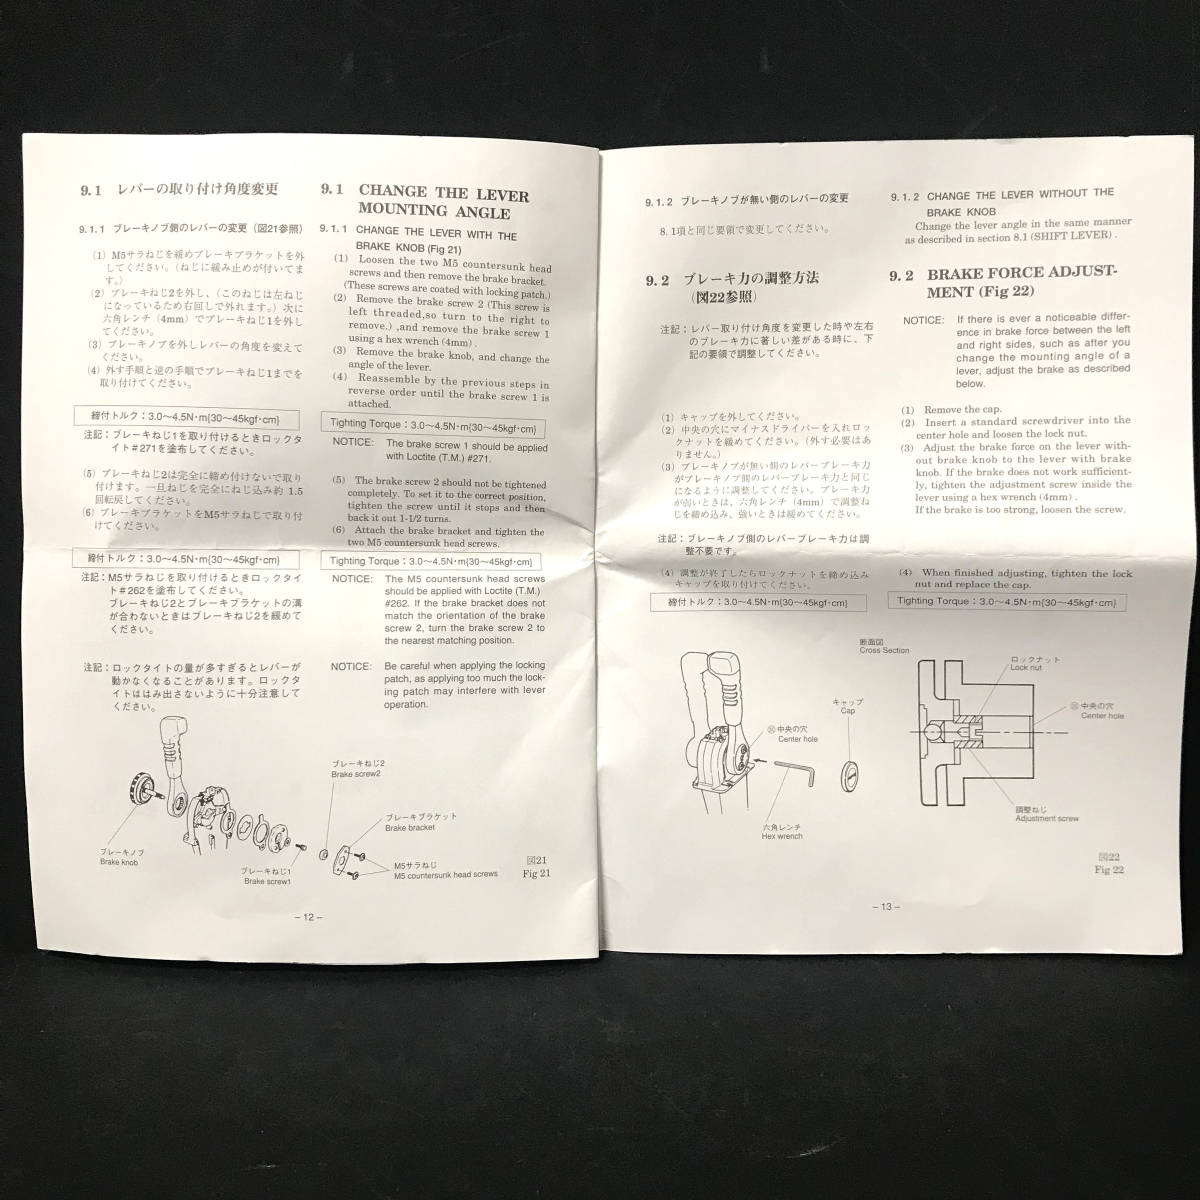 9.1 レバーの取り付け角度変更
9.1.1 ブレーキノブ側のレバーの変更(図21参照)
(1) M5サラねじを緩めブレーキブラケットを外
してください。(ねじに緩み止めが付いてま
す。)
(2) ブレーキねじ2を外し、(このねじは左ねじ
になっているため右回しで外れます。)次に
六角レンチ(4mm)でブレーキねじ1を外し
てください。
(3) ブレーキノブを外しレバーの角度を変えて
ください。
(4) 外す手順と逆の手順でブレーキねじ1までを
取り付けてください。
締付トルク:3.0〜4.5N・m{30〜45kgf・cm}
注記:ブレーキねじ1を取り付けるときロックタ
イト#271を塗布してください。
(5) ブレーキねじ2は完全に締め付けないで取り
付けます。一旦ねじを完全にねじ込み約 1.5
回転戻してください。
(6) ブレーキブラケットをM5サラねじで取り付
けてください。
締付トルク:3.0〜4.5N・m{30〜45kgf・cm}
注記:M5サラねじを取り付けるときロックタイ
ト#262を塗布してください。
ブレーキねじ2とブレーキブラケットの溝
が合わないときはブレーキねじ2を緩めて
ください。
注記:ロックタイトの量が多すぎるとレバーが
動かなくなることがあります。ロックタ
イトははみ出さないように十分注意して
ください。
9.1 CHANGE THE LEVER
MOUNTING ANGLE
9.1.1 CHANGE THE LEVER WITH THE
BRAKE KNOB (Fig 21)
(1) Loosen the two M5 countersunk head
screws and then remove the brake bracket.
(These screws are coated with locking patch.)
(2) Remove the brake screw 2 (This screw is
left threaded,so turn to the right to
remove.) ,and remove the brake screw 1
using a hex wrench (4mm) .
(3) Remove the brake knob, and change the
angle of the lever.
(4) Reassemble by the previous steps in
reverse order until the brake screw 1 is
attached.
Tighting Torque:3.0〜4.5N・m{30〜45kgf・cm}
NOTICE: The brake screw 1 should be applied
with Loctite (T.M.) #271.
(5) The brake screw 2 should not be tightened
completely. To set it to the correct position,
tighten the screw until it stops and then
back it out 1-1/2 turns.
(6) Attach the brake bracket and tighten the
two M5 countersunk head screws.
Tighting Torque:3.0〜4.5N・m{30〜45kgf・cm}
NOTICE: The M5 countersunk head screws
should be applied with Loctite (T.M.)
#262. If the brake bracket does not
match the orientation of the brake
screw 2, turn the brake screw 2 to
the nearest matching position.
NOTICE: Be careful when applying the locking
patch, as applying too much the lock-
ing patch may interfere with lever
operation.
ブレーキねじ2
Brake screw2
ブレーキブラケット
Brake bracket
ブレーキノブ
Brake knob
ブレーキねじ1
Brake screw1
M5サラねじ
M5 countersunk head screws
図21
Fig 21
– 12 –
9.1.2 ブレーキノブが無い側のレバーの変更
8.1項と同じ要領で変更してください。
9.2 ブレーキ力の調整方法
(図22参照)
注記:レバー取り付け角度を変更した時や左右
のブレーキ力に著しい差がある時に、下
記の要領で調整してください。
(1) キャップを外してください。
(2) 中央の穴にマイナスドライバーを入れロッ
クナットを緩めてください。(外す必要はあ
りません。)
(3) ブレーキノブが無い側のレバーブレーキ力
がブレーキノブ側のレバーブレーキ力と同じ
になるように調整してください。ブレーキ力
が弱いときは、六角レンチ(4mm)で調整ね
じを締め込み、強いときは緩めてください。
注記:ブレーキノブ側のレバーブレーキ力は調
整不要です。
(4) 調整が終了したらロックナットを締め込み
キャップを取り付けてください。
締付トルク:3.0〜4.5N・m{30〜45kgf・cm}
9.1.2 CHANGE THE LEVER WITHOUT THE
BRAKE KNOB
Change the lever angle in the same manner
as described in section 8.1 (SHIFT LEVER) .
9.2 BRAKE FORCE ADJUST-
MENT (Fig 22)
NOTICE: If there is ever a noticeable differ-
ence in brake force between the left
and right sides, such as after you
change the mounting angle of a
lever, adjust the brake as described
below.
(1) Remove the cap.
(2) Insert a standard screwdriver into the
center hole and loosen the lock nut.
(3) Adjust the brake force on the lever with-
out brake knob to the lever with brake
knob. If the brake does not work sufficient-
ly, tighten the adjustment screw inside the
lever using a hex wrench (4mm) .
If the brake is too strong, loosen the screw.
(4) When finished adjusting, tighten the lock
nut and replace the cap.
Tighting Torque:3.0〜4.5N・m{30〜45kgf・cm}
断面図
Cross Section
ロックナット
Lock nut
キャップ
Cap
中央の穴
Center hole
中央の穴
Center hole
六角レンチ
Hex wrench
調整ねじ
Adjustment screw
図22
Fig 22
– 13 –